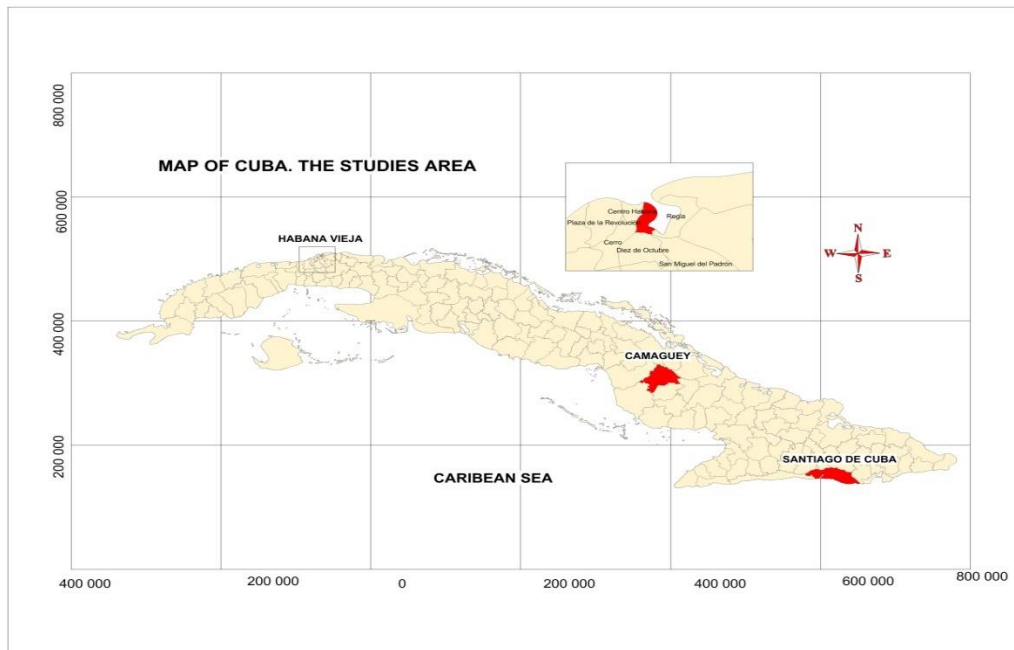 800 000
MAP OF CUBA. THE STUDIES AREA
600 000
Centro Habana
Regla
Plaza de la Revolución
Cerro
Diez de Octubre
San Miguel del Padrón
HABANA VIEJA
N
W E
S
400 000
CAMAGUEY
200 000
SANTIAGO DE CUBA
CARIBEAN SEA
400 000 200 000 0 200 000 400 000 600 000 800 000